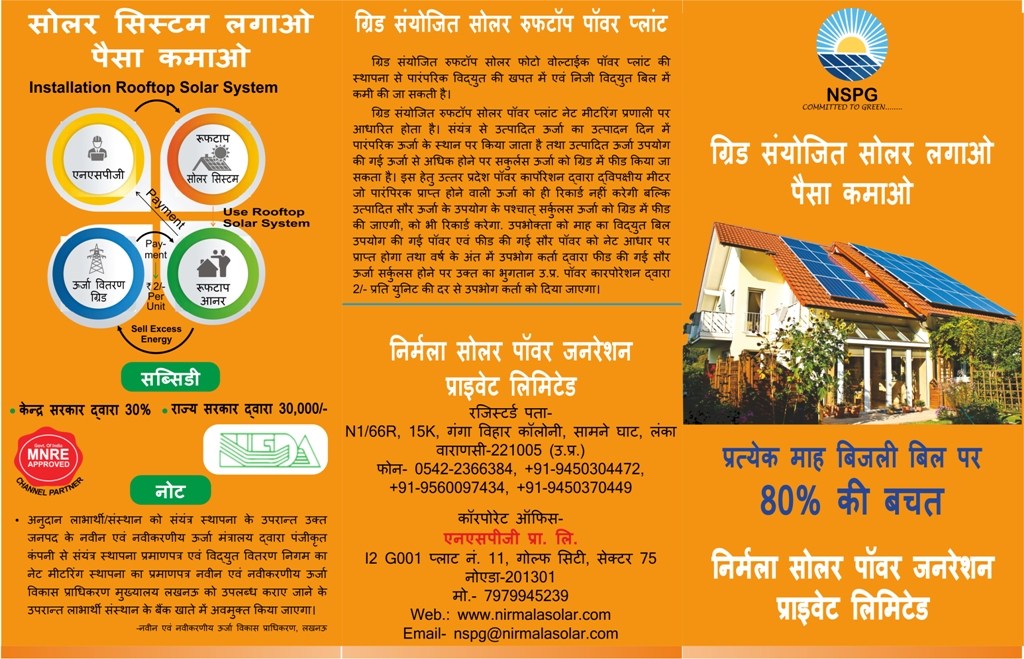 सोलर सिस्टम लगाओ
पैसा कमाओ
Installation Rooftop Solar System
एनएसपीजी
रूफटाप
सोलर सिस्टम
Payment
Use Rooftop
Solar System
ऊर्जा वितरण
ग्रिड
Pay-
ment
₹ 2/-
Per
Unit
रूफटाप
आनर
Sell Excess
Energy
सब्सिडी
• केन्द्र सरकार द्वारा 30% • राज्य सरकार द्वारा 30,000/-
Govt. Of India
MNRE
APPROVED
CHANNEL PARTNER
नोट
• अनुदान लाभार्थी/संस्थान को संयंत्र स्थापना के उपरान्त उक्त
जनपद के नवीन एवं नवीकरणीय ऊर्जा मंत्रालय द्वारा पंजीकृत
कंपनी से संयंत्र स्थापना प्रमाणपत्र एवं विद्युत वितरण निगम का
नेट मीटरिंग स्थापना का प्रमाणपत्र नवीन एवं नवीकरणीय ऊर्जा
विकास प्राधिकरण मुख्यालय लखनऊ को उपलब्ध कराए जाने के
उपरान्त लाभार्थी संस्थान के बैंक खाते में अवमुक्त किया जाएगा।
-नवीन एवं नवीकरणीय ऊर्जा विकास प्राधिकरण, लखनऊ
ग्रिड संयोजित सोलर रुफटॉप पॉवर प्लांट
ग्रिड संयोजित रुफटॉप सोलर फोटो वोल्टाईक पॉवर प्लांट की
स्थापना से पारंपरिक विद्युत की खपत में एवं निजी विद्युत बिल में
कमी की जा सकती है।
ग्रिड संयोजित रुफटॉप सोलर पॉवर प्लांट नेट मीटरिंग प्रणाली पर
आधारित होता है। संयंत्र से उत्पादित ऊर्जा का उत्पादन दिन में
पारंपरिक ऊर्जा के स्थान पर किया जाता है तथा उत्पादित ऊर्जा उपयोग
की गई ऊर्जा से अधिक होने पर सकुर्लस ऊर्जा को ग्रिड में फीड किया जा
सकता है। इस हेतु उत्तर प्रदेश पॉवर कार्पोरेशन द्वारा द्विपक्षीय मीटर
जो पारंपिरक प्राप्त होने वाली ऊर्जा को ही रिकार्ड नहीं करेगी बल्कि
उत्पादित सौर ऊर्जा के उपयोग के पश्चात् सर्कुलस ऊर्जा को ग्रिड में फीड
की जाएगी, को भी रिकार्ड करेगा. उपभोक्ता को माह का विद्युत बिल
उपयोग की गई पॉवर एवं फीड की गई सौर पावर को नेट आधार पर
प्राप्त होगा तथा वर्ष के अंत में उपभोग कर्ता द्वारा फीड की गई सौर
ऊर्जा सर्कुलस होने पर उक्त का भुगतान उ.प्र. पॉवर कारपोरेशन द्वारा
2/- प्रति युनिट की दर से उपभोग कर्ता को दिया जाएगा।
निर्मला सोलर पॉवर जनरेशन
प्राइवेट लिमिटेड
रजिस्टर्ड पता-
N1/66R, 15K, गंगा विहार कॉलोनी, सामने घाट, लंका
वाराणसी-221005 (उ.प्र.)
फोन- 0542-2366384, +91-9450304472,
+91-9560097434, +91-9450370449
कॉरपोरेट ऑफिस-
एनएसपीजी प्रा. लि.
I2 G001 प्लाट नं. 11, गोल्फ सिटी, सेक्टर 75
नोएडा-201301
मो.- 7979945239
Web.: www.nirmalasolar.com
Email- nspg@nirmalasolar.com
NSPG
COMMITTED TO GREEN........
ग्रिड संयोजित सोलर लगाओ
पैसा कमाओ
प्रत्येक माह बिजली बिल पर
80% की बचत
निर्मला सोलर पॉवर जनरेशन
प्राइवेट लिमिटेड